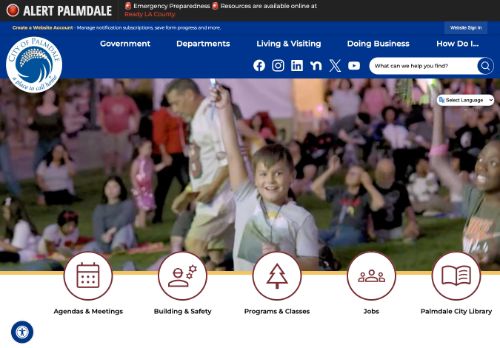 ALERT PALMDALE
🚨 Emergency Preparedness 🚨 Resources are available online at
Ready LA County.
Create a Website Account - Manage notification subscriptions, save form progress and more.
Website Sign In
CITY OF PALMDALE
a place to call home
Government
Departments
Living & Visiting
Doing Business
How Do I...
What can we help you find?
Select Language
Agendas & Meetings
Building & Safety
Programs & Classes
Jobs
Palmdale City Library